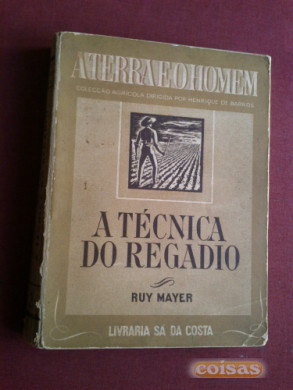 A TERRA E O HOMEM
COLECÇÃO AGRÍCOLA DIRIGIDA POR HENRIQUE DE BARROS
A TÉCNICA
DO REGADIO
RUY MAYER
LIVRARIA SÁ DA COSTA
coisas